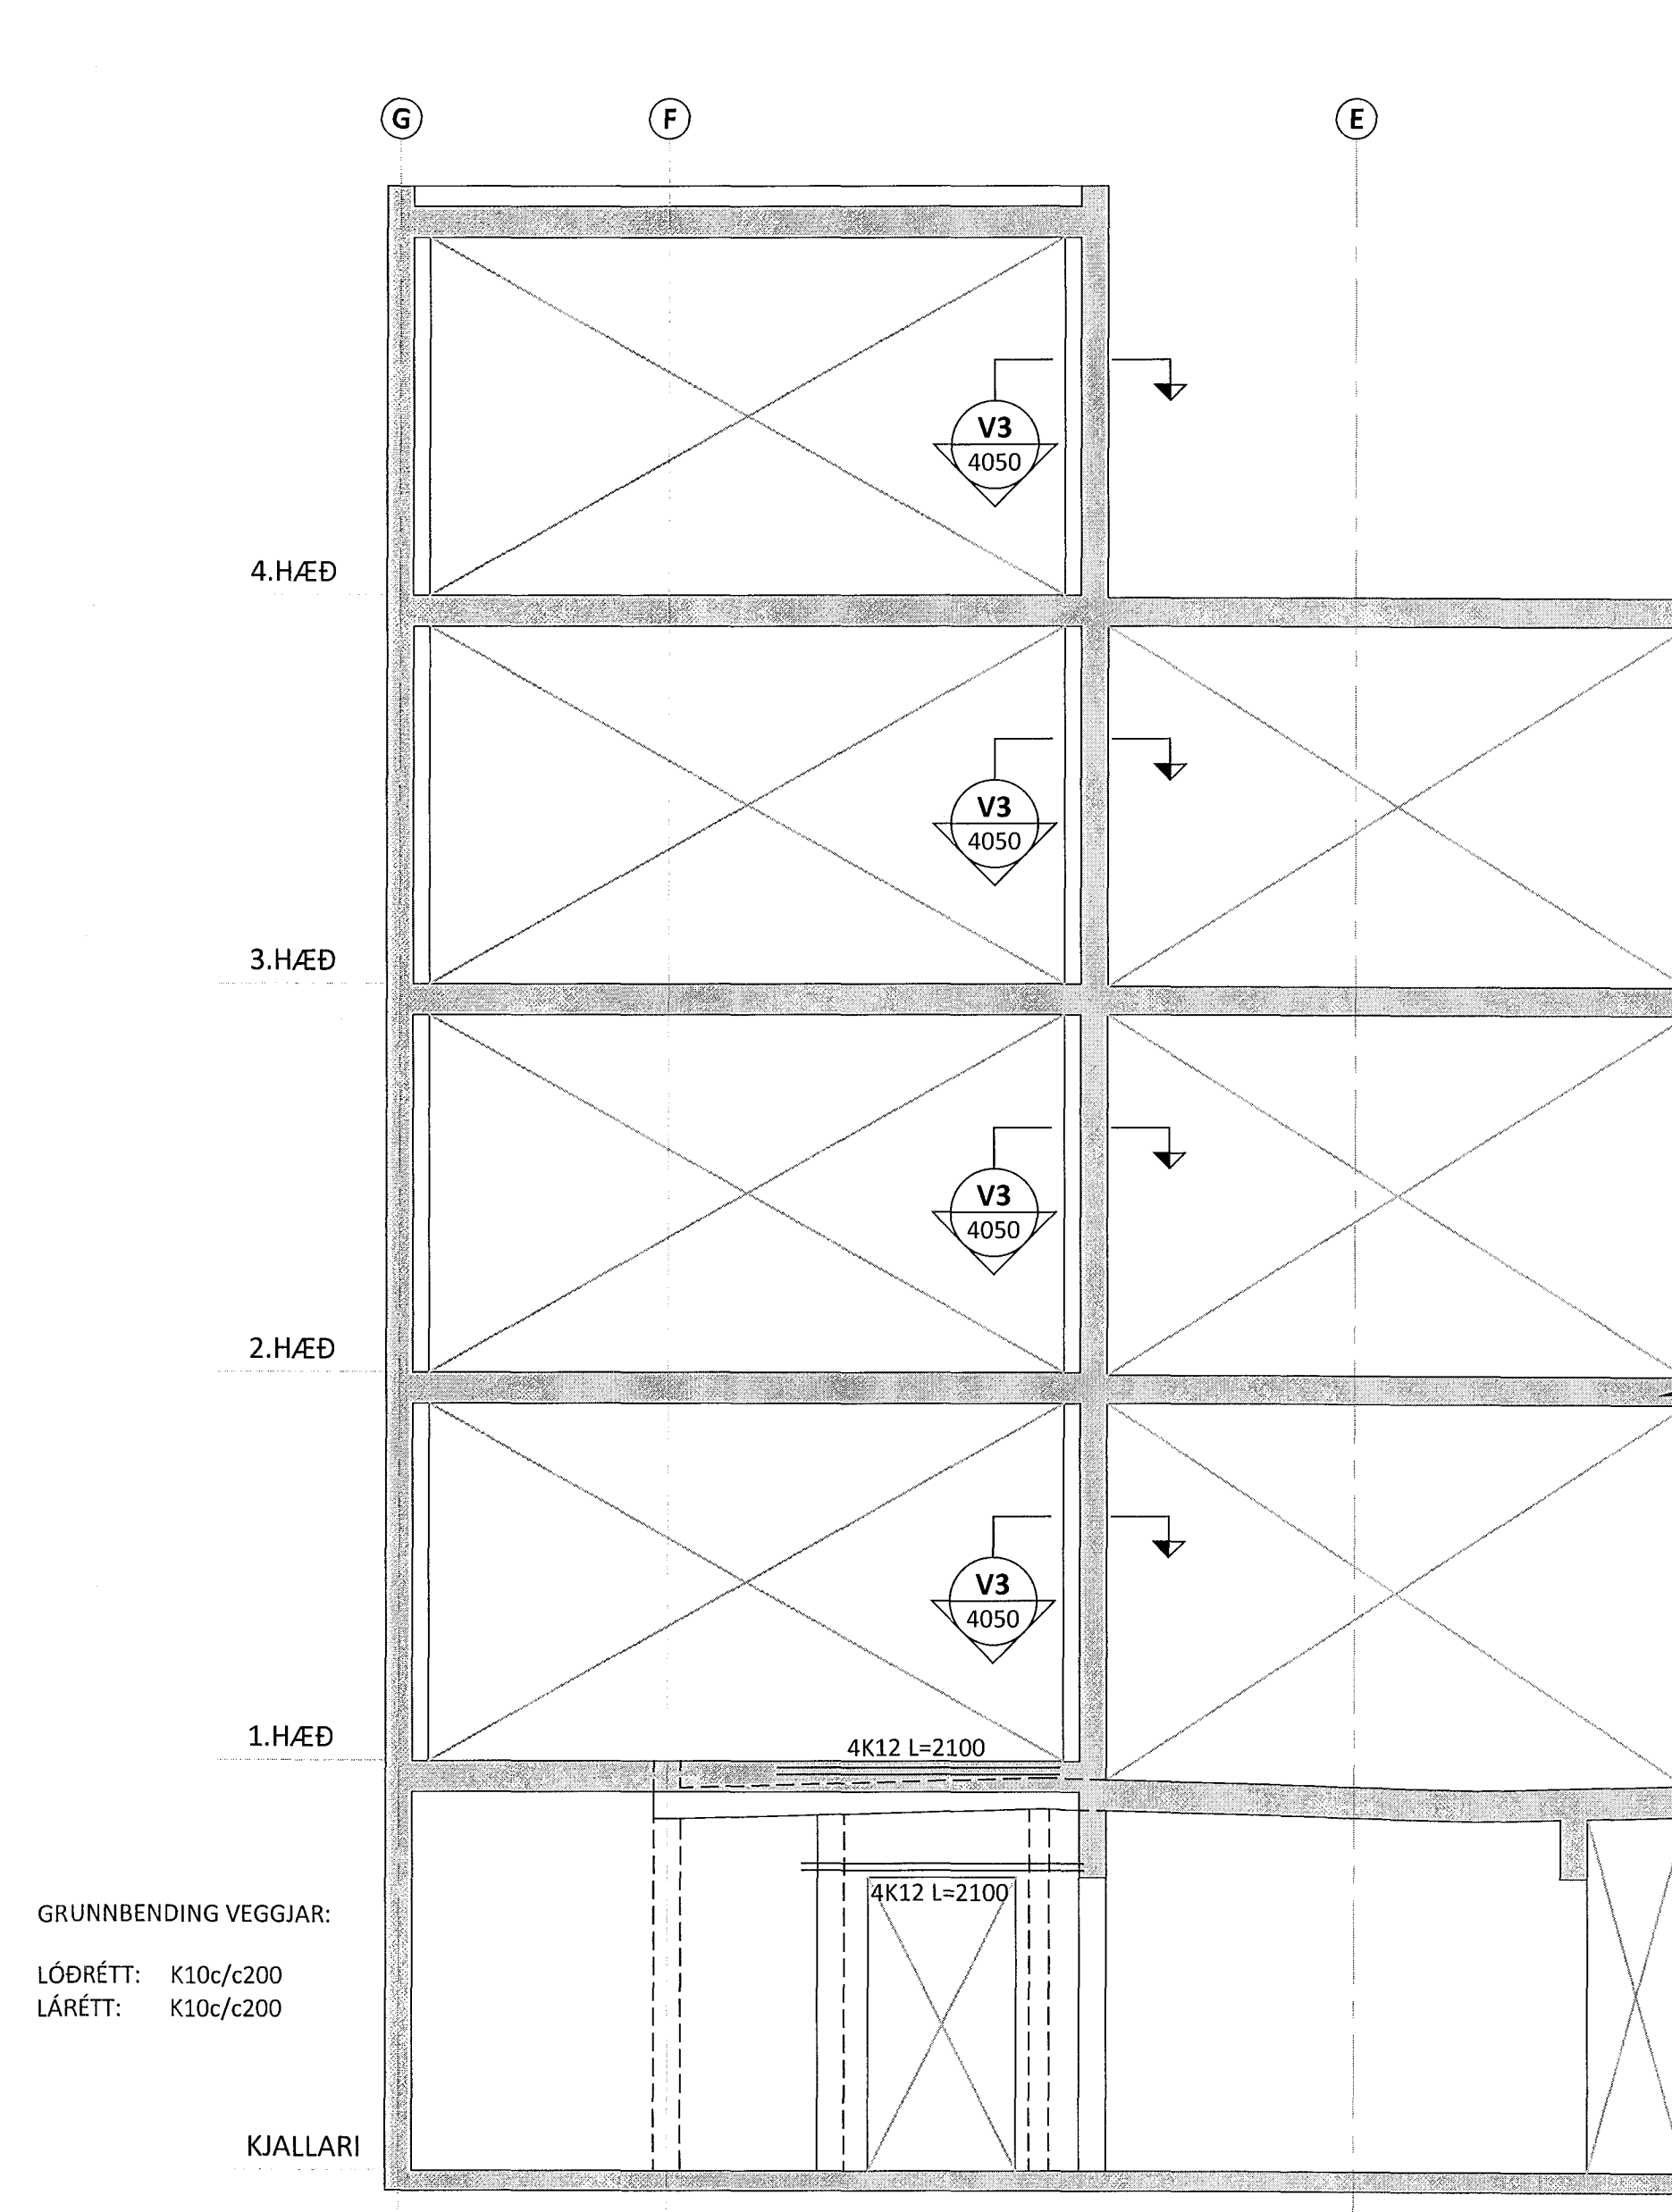 G
F
E
V3
4050
4.HÆÐ
V3
4050
3.HÆÐ
V3
4050
2.HÆÐ
V3
4050
1.HÆÐ
4K12 L=2100
4K12 L=2100
GRUNNBENDING VEGGJAR:
LÓÐRÉTT: K10c/c200
LÁRÉTT: K10c/c200
KJALLARI